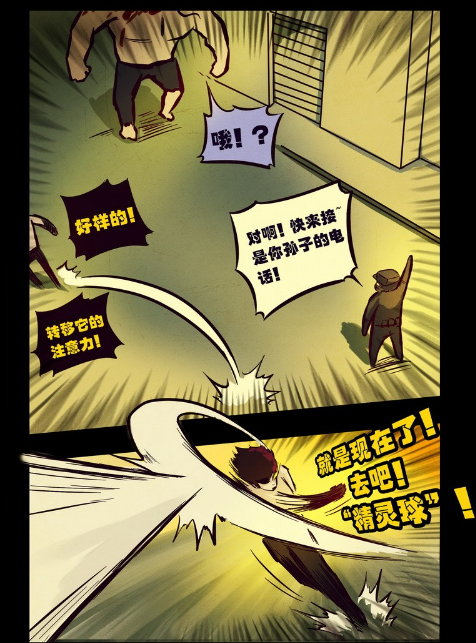 哦！？
对啊！快来接~
是你孙子的电
话！
好样的！
转移它的
注意力！
就是现在了！
去吧！
“精灵球”！